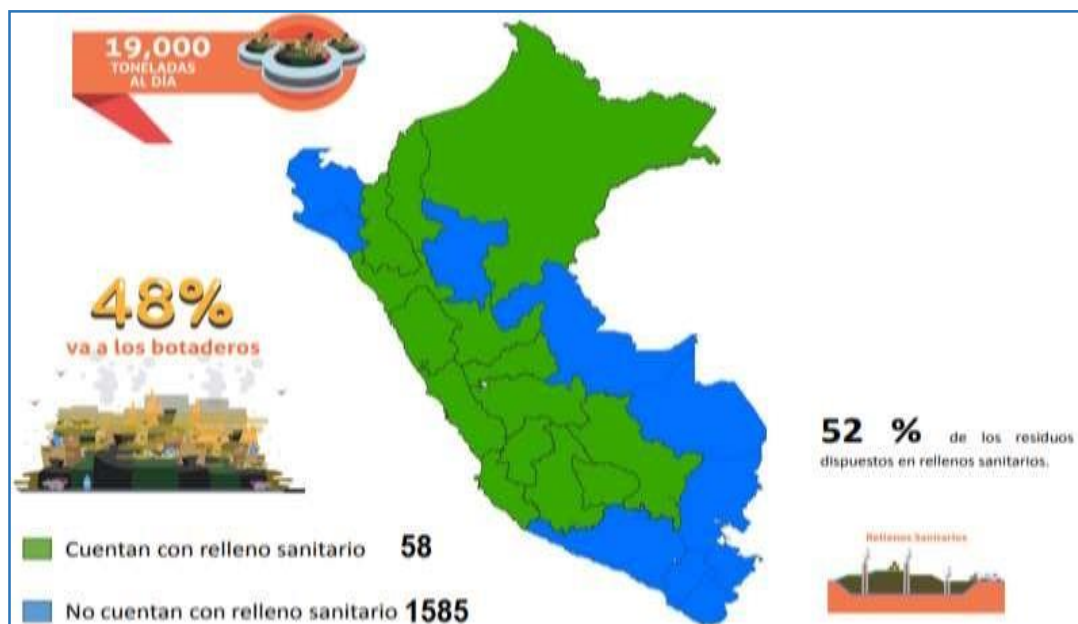 19,000
TONELADAS
AL DÍA
48%
va a los botaderos
52 % de los residuos
dispuestos en rellenos sanitarios.
Cuentan con relleno sanitario 58
No cuentan con relleno sanitario 1585
Rellenos Sanitarios